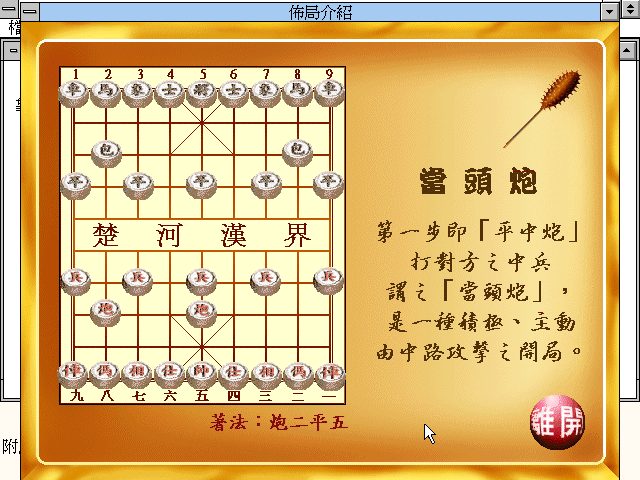 佈局介紹
檔
1 2 3 4 5 6 7 8 9
車 馬 象 士 將 士 象 馬 車
包 包
卒 卒 卒 卒 卒
楚 河 漢 界
兵 兵 兵 兵 兵
炮 炮
俥 傌 相 仕 帥 仕 相 傌 俥
九 八 七 六 五 四 三 二 一
著法：炮二平五
當頭炮
第一步即「平中炮」
打對方之中兵
謂之「當頭炮」，
是一種積極、主動
由中路攻擊之開局。
離開
附